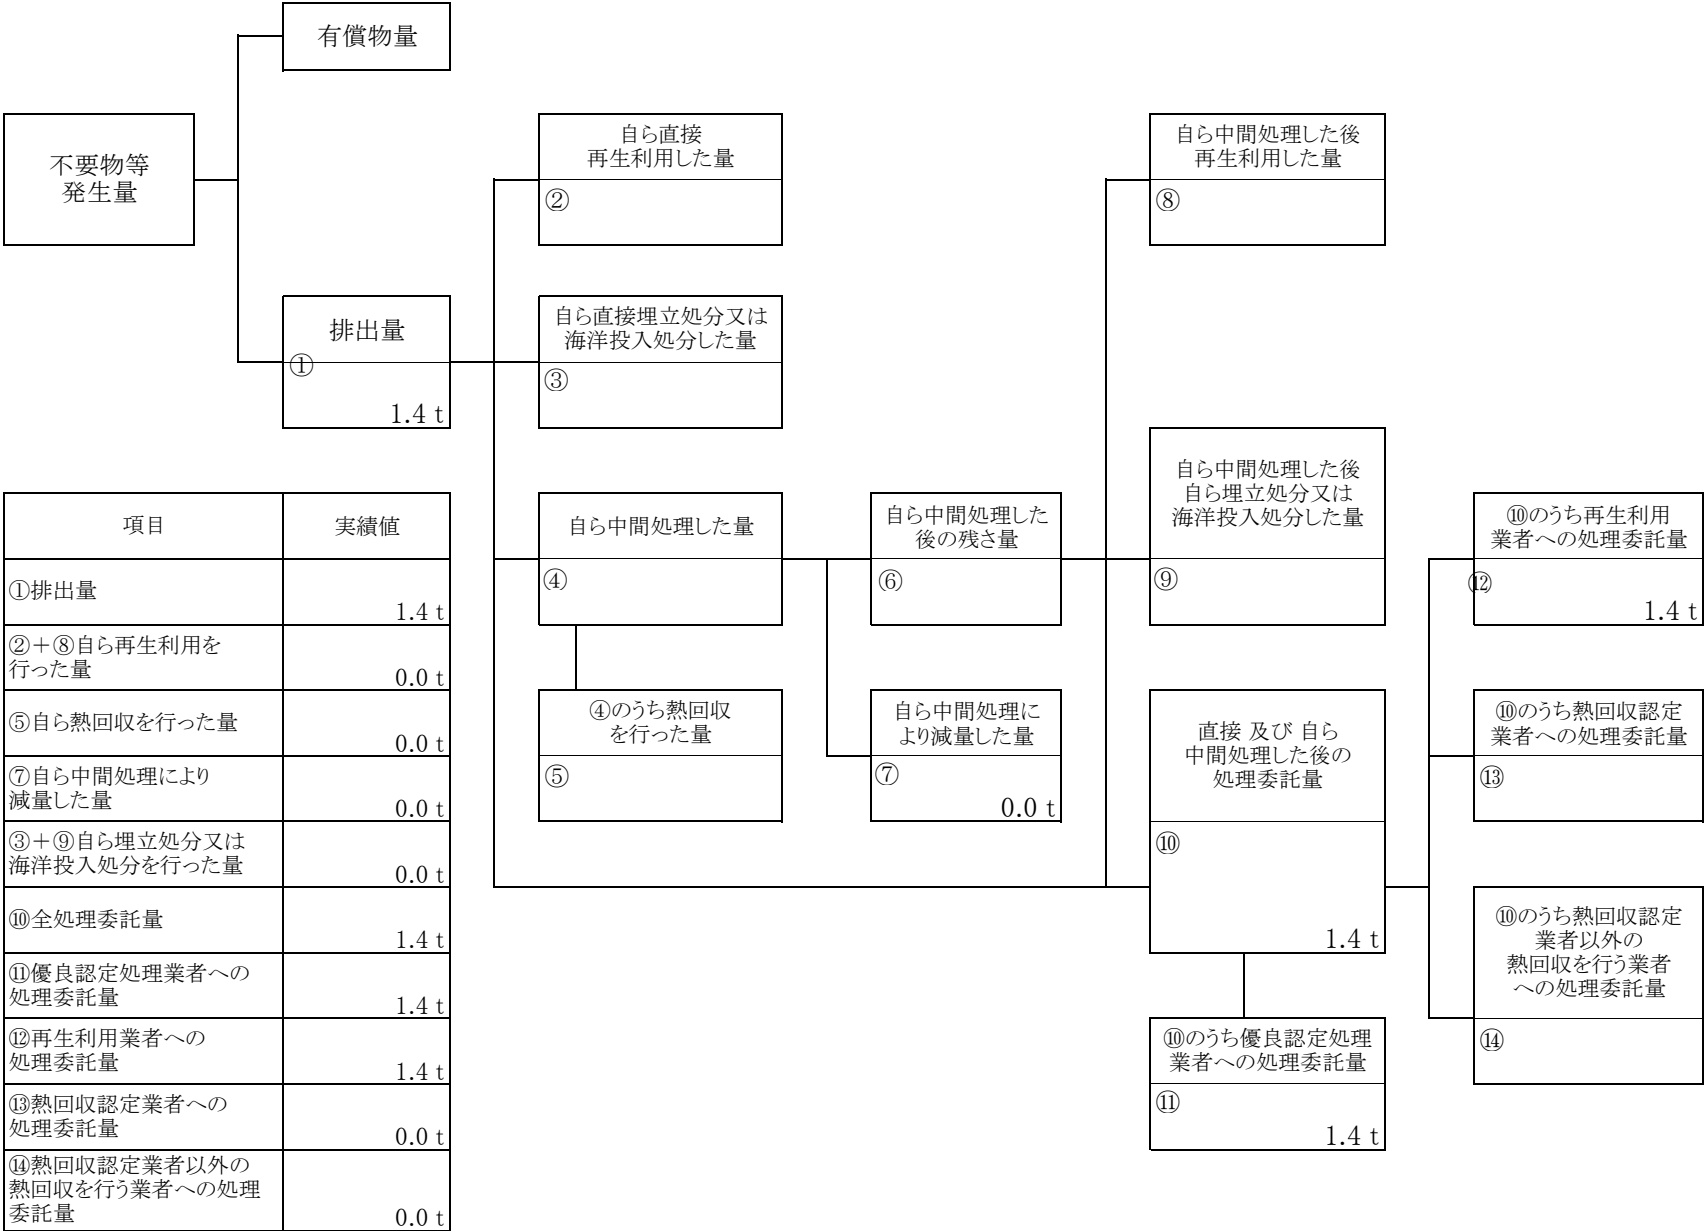 有償物量
不要物等
発生量
自ら直接
再生利用した量
②
自ら中間処理した後
再生利用した量
⑧
排出量
①
1.4 t
自ら直接埋立処分又は
海洋投入処分した量
③
自ら中間処理した量
④
自ら中間処理した
後の残さ量
⑥
自ら中間処理した後
自ら埋立処分又は
海洋投入処分した量
⑨
⑩のうち再生利用
業者への処理委託量
⑫
1.4 t
④のうち熱回収
を行った量
⑤
自ら中間処理に
より減量した量
⑦
0.0 t
直接 及び 自ら
中間処理した後の
処理委託量
⑩
1.4 t
⑩のうち熱回収認定
業者への処理委託量
⑬
⑩のうち熱回収認定
業者以外の
熱回収を行う業者
への処理委託量
⑭
⑩のうち優良認定処理
業者への処理委託量
⑪
1.4 t
項目 実績値
①排出量
1.4 t
②＋⑧自ら再生利用を
行った量
0.0 t
⑤自ら熱回収を行った量
0.0 t
⑦自ら中間処理により
減量した量
0.0 t
③＋⑨自ら埋立処分又は
海洋投入処分を行った量
0.0 t
⑩全処理委託量
1.4 t
⑪優良認定処理業者への
処理委託量
1.4 t
⑫再生利用業者への
処理委託量
1.4 t
⑬熱回収認定業者への
処理委託量
0.0 t
⑭熱回収認定業者以外の
熱回収を行う業者への処理
委託量
0.0 t